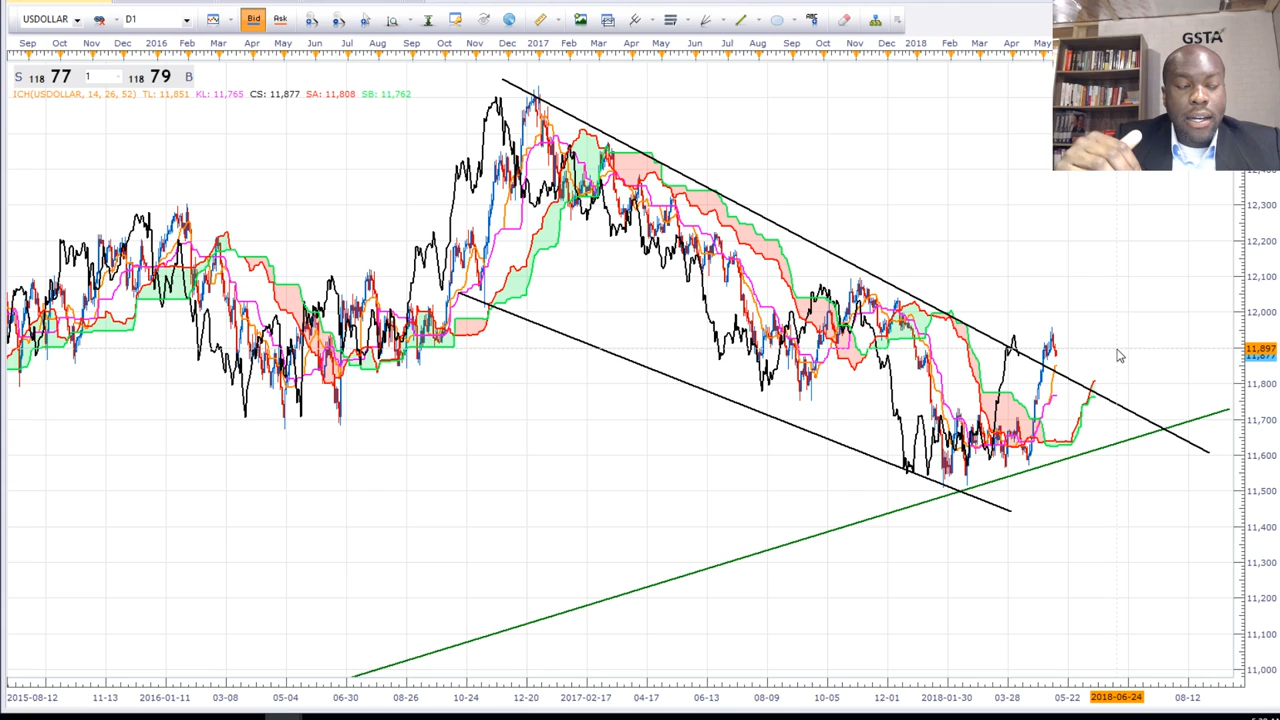 USDOLLAR D1 Bid Ask ABC
Sep Oct Nov Dec 2016 Feb Mar Apr May Jun Jul Aug Sep Oct Nov Dec 2017 Feb Mar Apr May Jun Jul Aug Sep Oct Nov Dec 2018 Feb Mar Apr May
GSTA
S 118 77 1 118 79 B
ICH(USDOLLAR, 14, 26, 52) TL: 11,851 KL: 11,765 CS: 11,877 SA: 11,808 SB: 11,762
12,300
12,200
12,100
12,000
11,897
11,877
11,800
11,700
11,600
11,500
11,400
11,300
11,200
11,100
11,000
2015-08-12 11-13 2016-01-11 03-08 05-04 06-30 08-26 10-24 12-20 2017-02-17 04-17 06-13 08-09 10-05 12-01 2018-01-30 03-28 05-22 2018-06-24 08-12